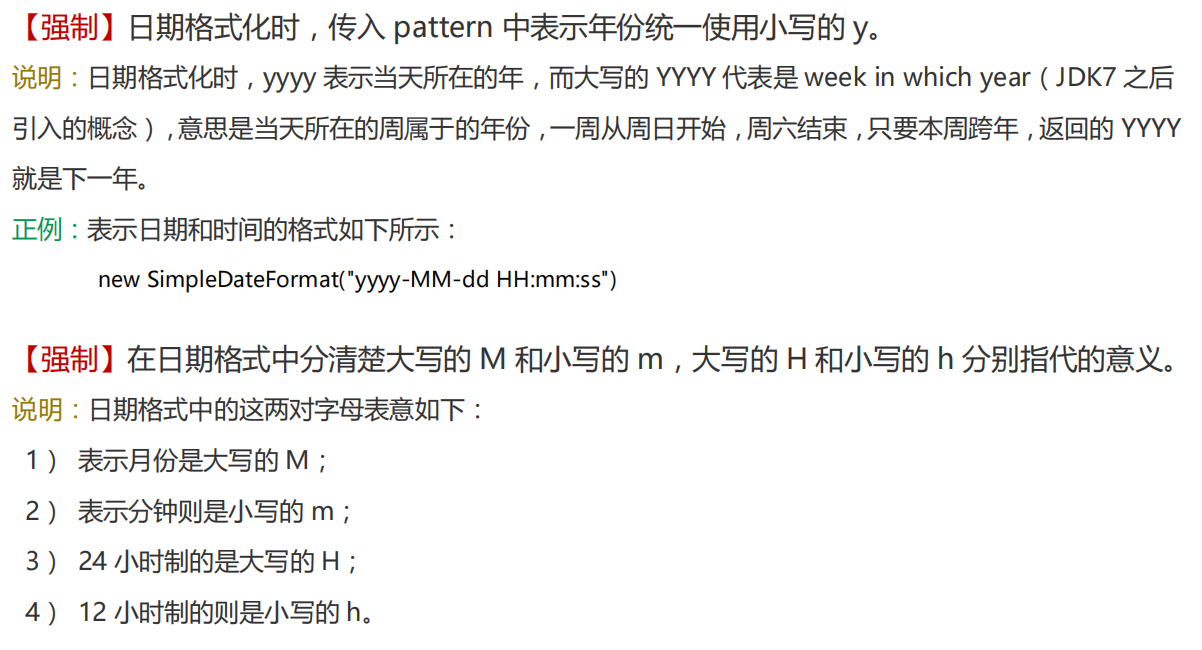 【强制】日期格式化时，传入 pattern 中表示年份统一使用小写的 y。
说明：日期格式化时，yyyy 表示当天所在的年，而大写的 YYYY 代表是 week in which year（JDK7 之后
引入的概念），意思是当天所在的周属于的年份，一周从周日开始，周六结束，只要本周跨年，返回的 YYYY
就是下一年。
正例：表示日期和时间的格式如下所示：
new SimpleDateFormat("yyyy-MM-dd HH:mm:ss")
【强制】在日期格式中分清楚大写的 M 和小写的 m，大写的 H 和小写的 h 分别指代的意义。
说明：日期格式中的这两对字母表意如下：
1） 表示月份是大写的 M；
2） 表示分钟则是小写的 m；
3） 24 小时制的是大写的 H；
4） 12 小时制的则是小写的 h。